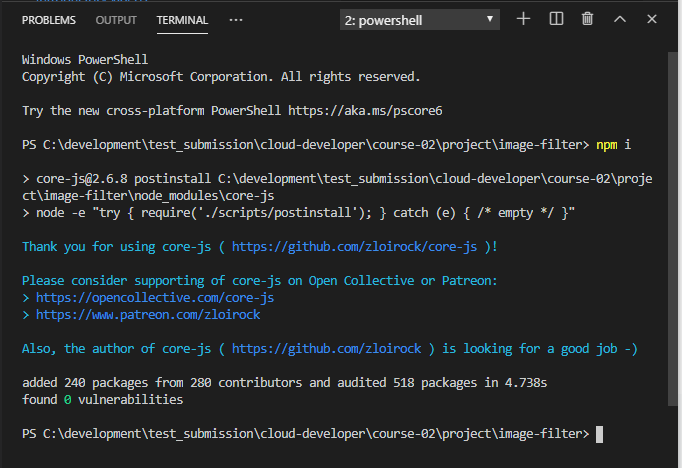 PROBLEMS OUTPUT TERMINAL ... 2: powershell
Windows PowerShell
Copyright (C) Microsoft Corporation. All rights reserved.
Try the new cross-platform PowerShell https://aka.ms/pscore6
PS C:\development\test_submission\cloud-developer\course-02\project\image-filter> npm i
> core-js@2.6.8 postinstall C:\development\test_submission\cloud-developer\course-02\proje
ct\image-filter\node_modules\core-js
> node -e "try { require('./scripts/postinstall'); } catch (e) { /* empty */ }"
Thank you for using core-js ( https://github.com/zloirock/core-js )!
Please consider supporting of core-js on Open Collective or Patreon:
> https://opencollective.com/core-js
> https://www.patreon.com/zloirock
Also, the author of core-js ( https://github.com/zloirock ) is looking for a good job -)
added 240 packages from 280 contributors and audited 518 packages in 4.738s
found 0 vulnerabilities
PS C:\development\test_submission\cloud-developer\course-02\project\image-filter>